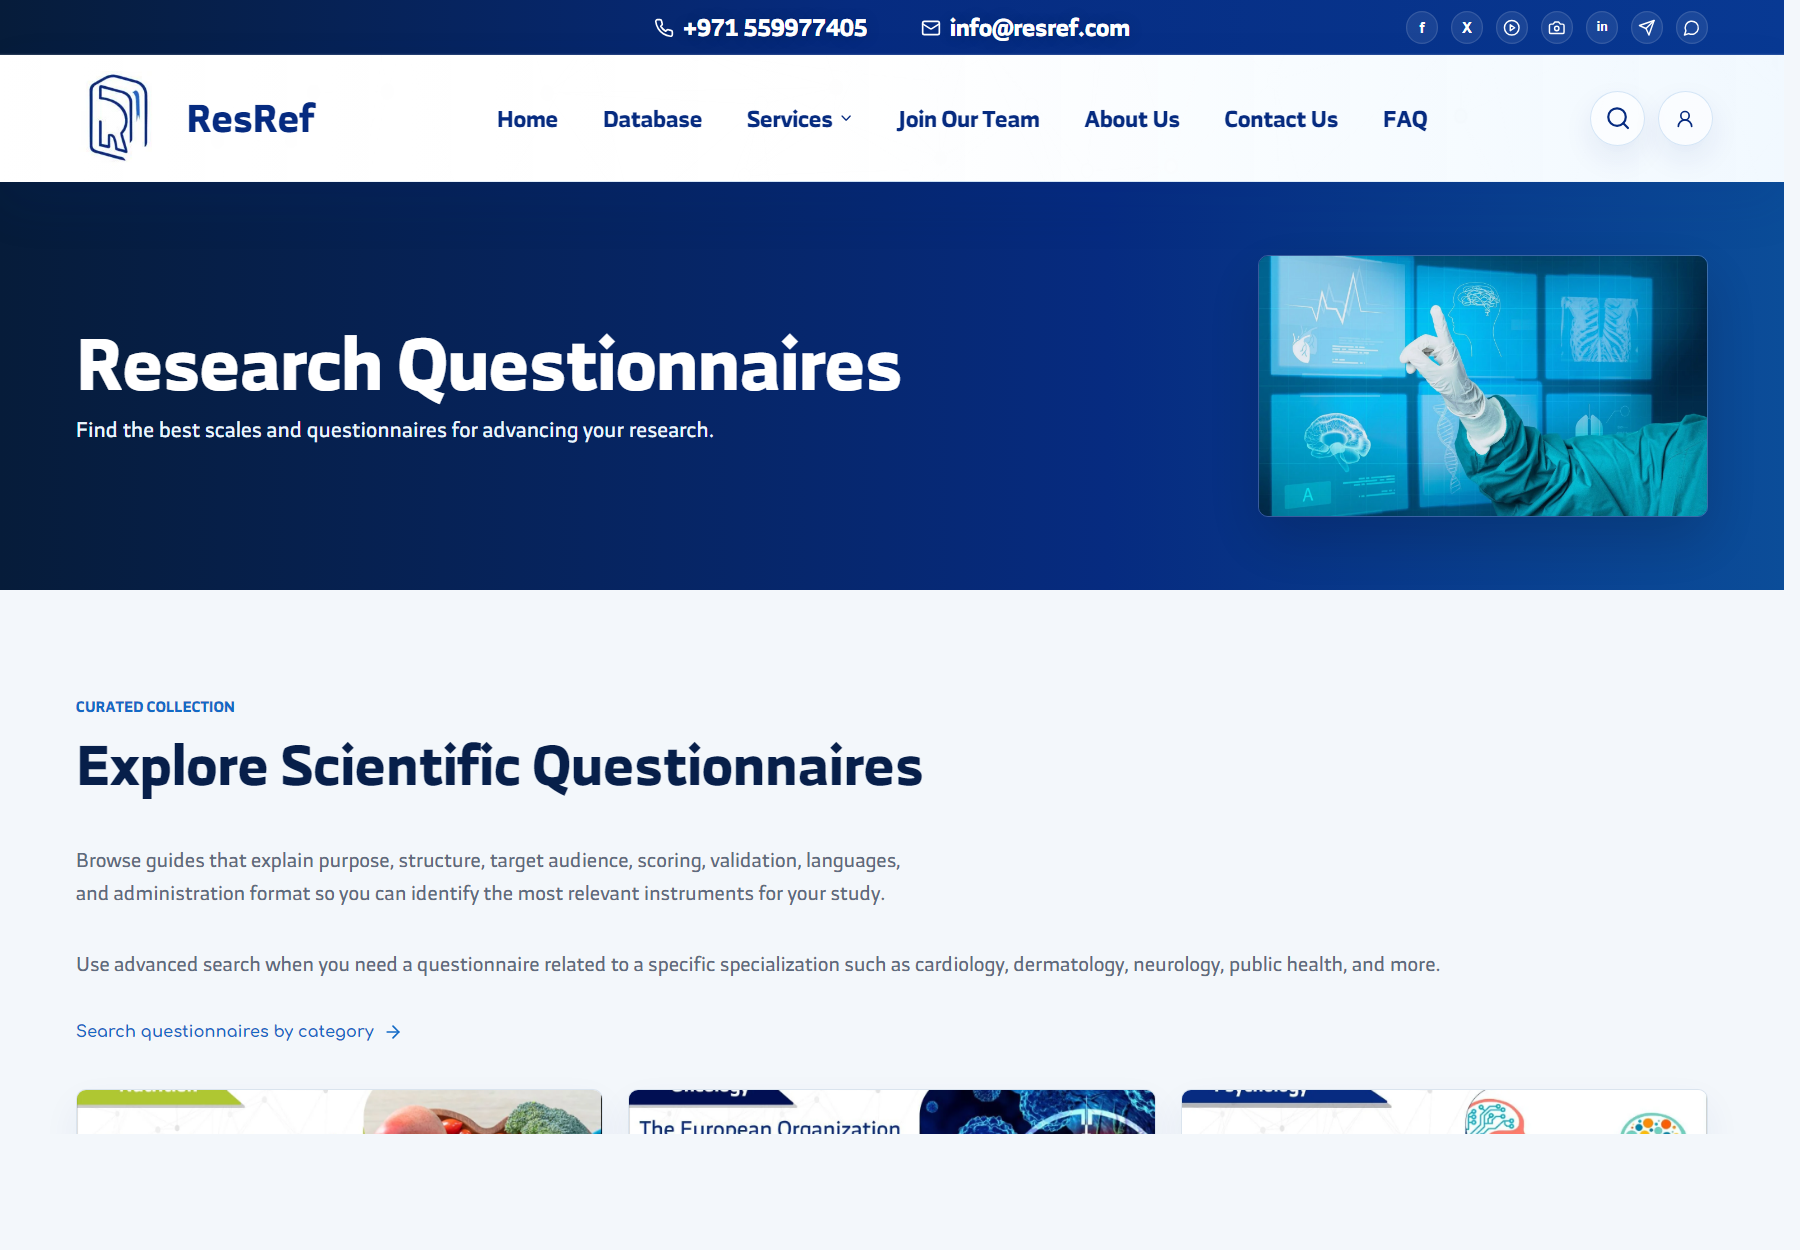 +971 559977405
info@resref.com
ResRef
Home
Database
Services
Join Our Team
About Us
Contact Us
FAQ
Research Questionnaires
Find the best scales and questionnaires for advancing your research.
A
CURATED COLLECTION
Explore Scientific Questionnaires
Browse guides that explain purpose, structure, target audience, scoring, validation, languages,
and administration format so you can identify the most relevant instruments for your study.
Use advanced search when you need a questionnaire related to a specific specialization such as cardiology, dermatology, neurology, public health, and more.
Search questionnaires by category
Oncology
Psychology
The European Organization